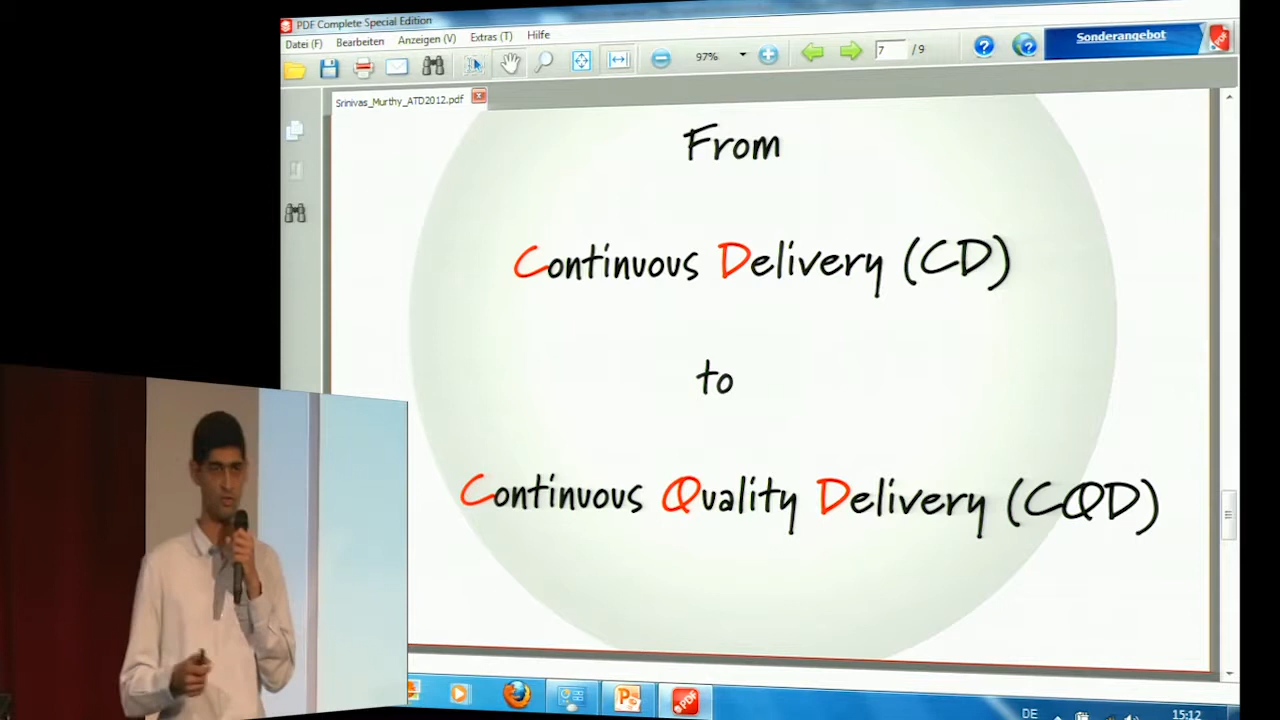 PDF Complete Special Edition
Datei (F) Bearbeiten Anzeigen (V) Extras (T) Hilfe
97% 7 / 9 Sonderangebot
Srinivas_Murthy_ATD2012.pdf
From
Continuous Delivery (CD)
to
Continuous Quality Delivery (CQD)
DE 15:12